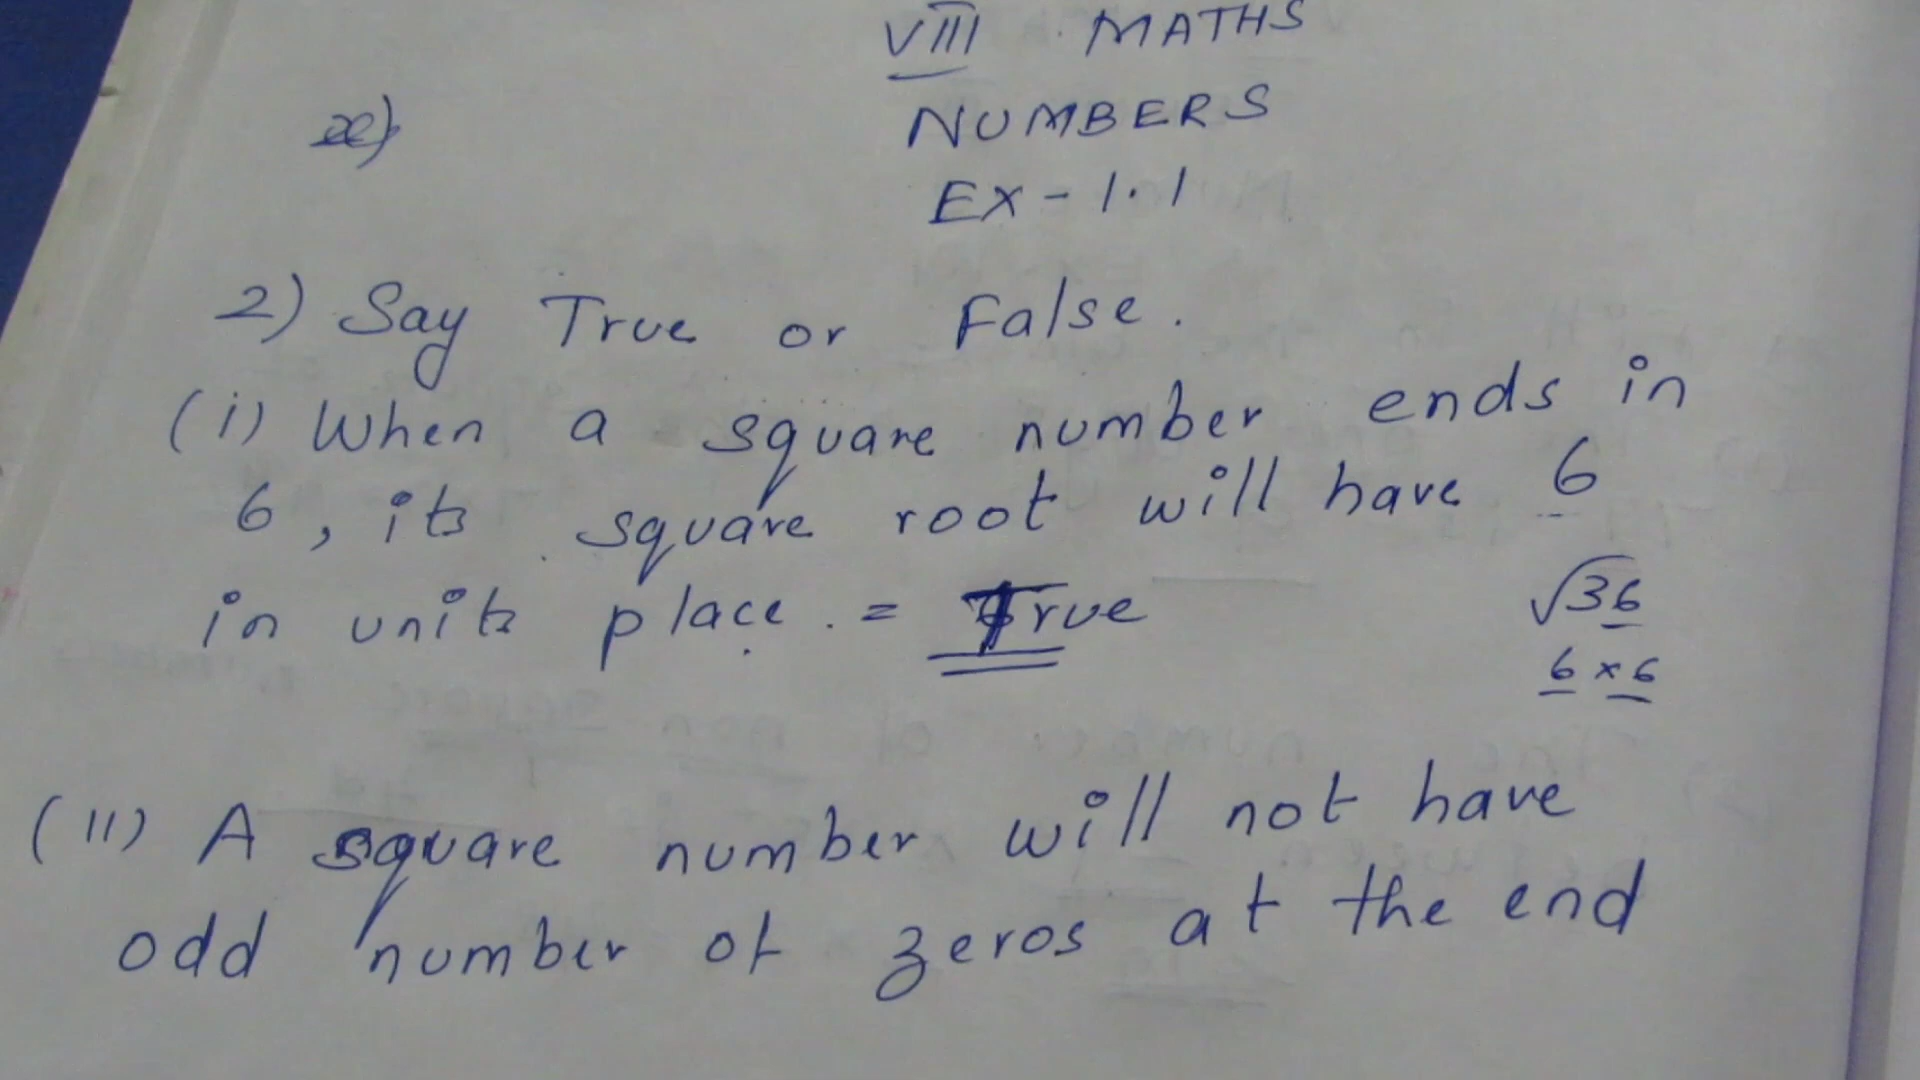 VIII MATHS
NUMBERS
EX - 1.1
2) Say True or False.
(i) When a square number ends in
6, its square root will have 6
in units place. = True
√36
6 × 6
(ii) A square number will not have
odd number of zeros at the end